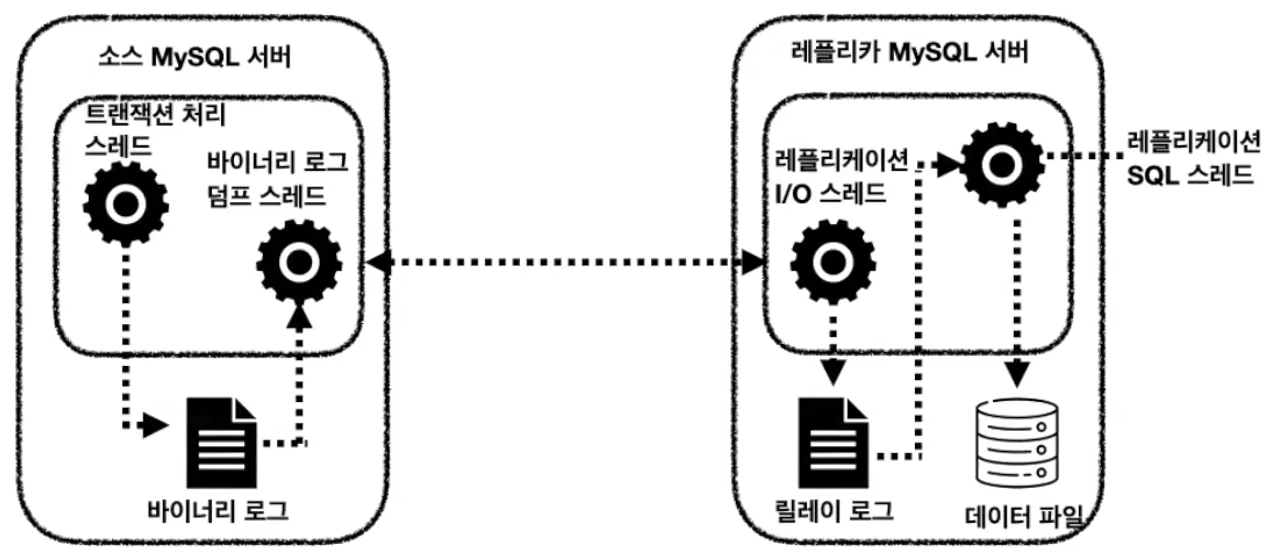 소스 MySQL 서버
트랜잭션 처리
스레드
바이너리 로그
덤프 스레드
바이너리 로그
레플리카 MySQL 서버
레플리케이션
I/O 스레드
레플리케이션
SQL 스레드
릴레이 로그
데이터 파일